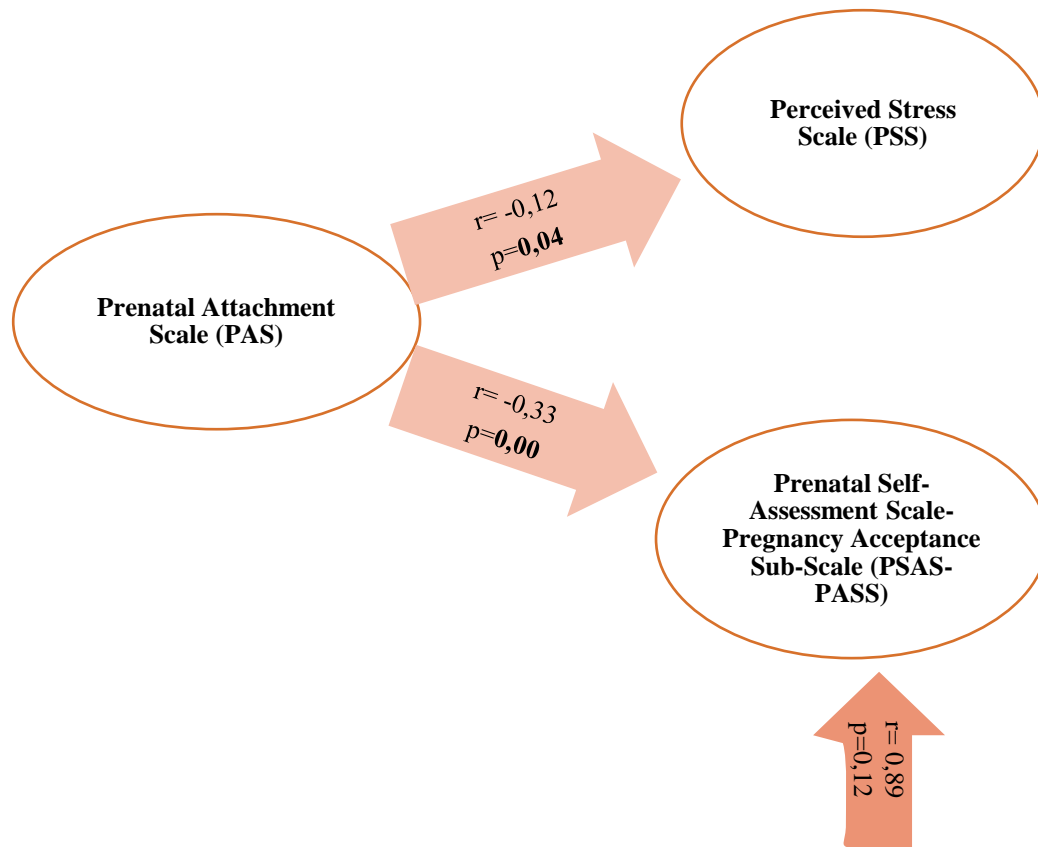 Perceived Stress
Scale (PSS)
r= -0,12
p=0,04
Prenatal Attachment
Scale (PAS)
r= -0,33
p=0,00
Prenatal Self-
Assessment Scale-
Pregnancy Acceptance
Sub-Scale (PSAS-
PASS)
r= 0,89
p=0,12